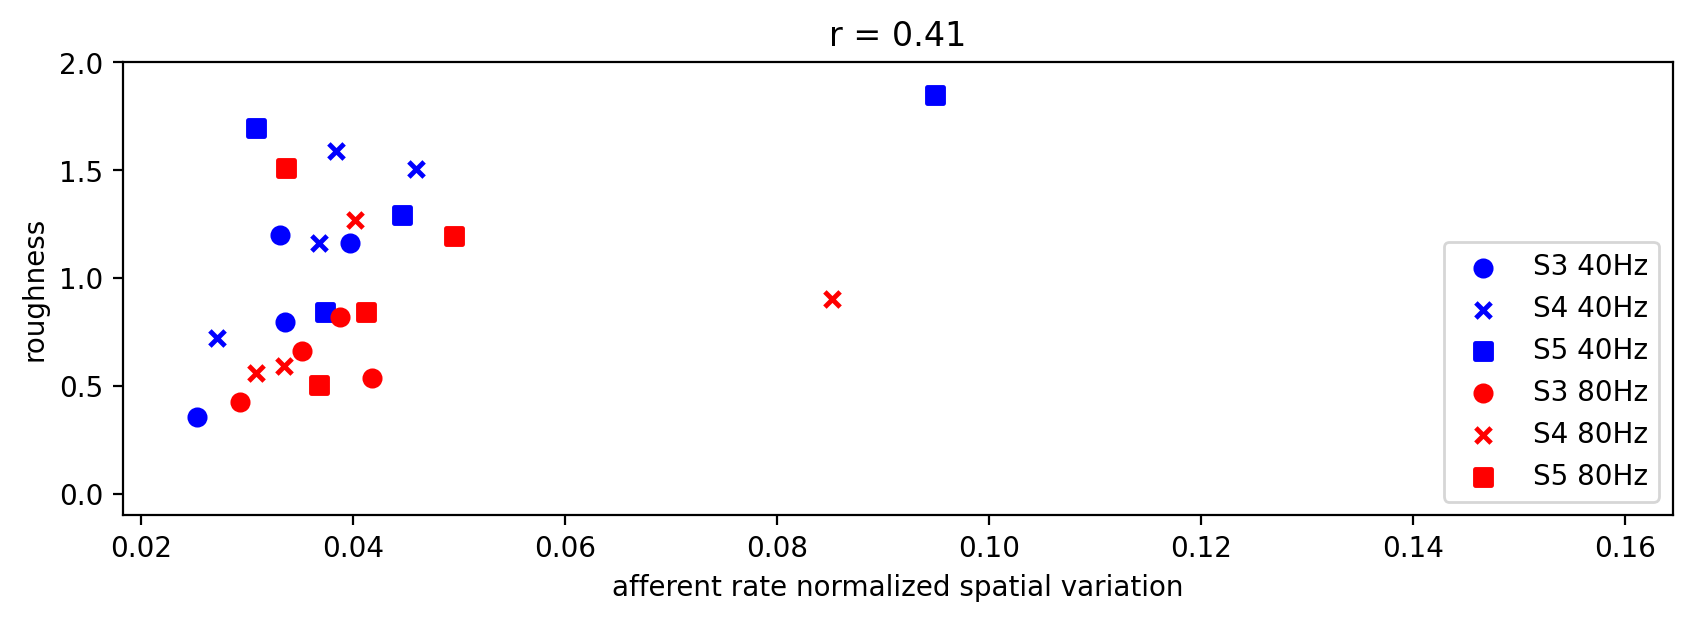 r = 0.41
2.0
1.5
1.0
0.5
0.0
roughness
S3 40Hz
S4 40Hz
S5 40Hz
S3 80Hz
S4 80Hz
S5 80Hz
0.02 0.04 0.06 0.08 0.10 0.12 0.14 0.16
afferent rate normalized spatial variation